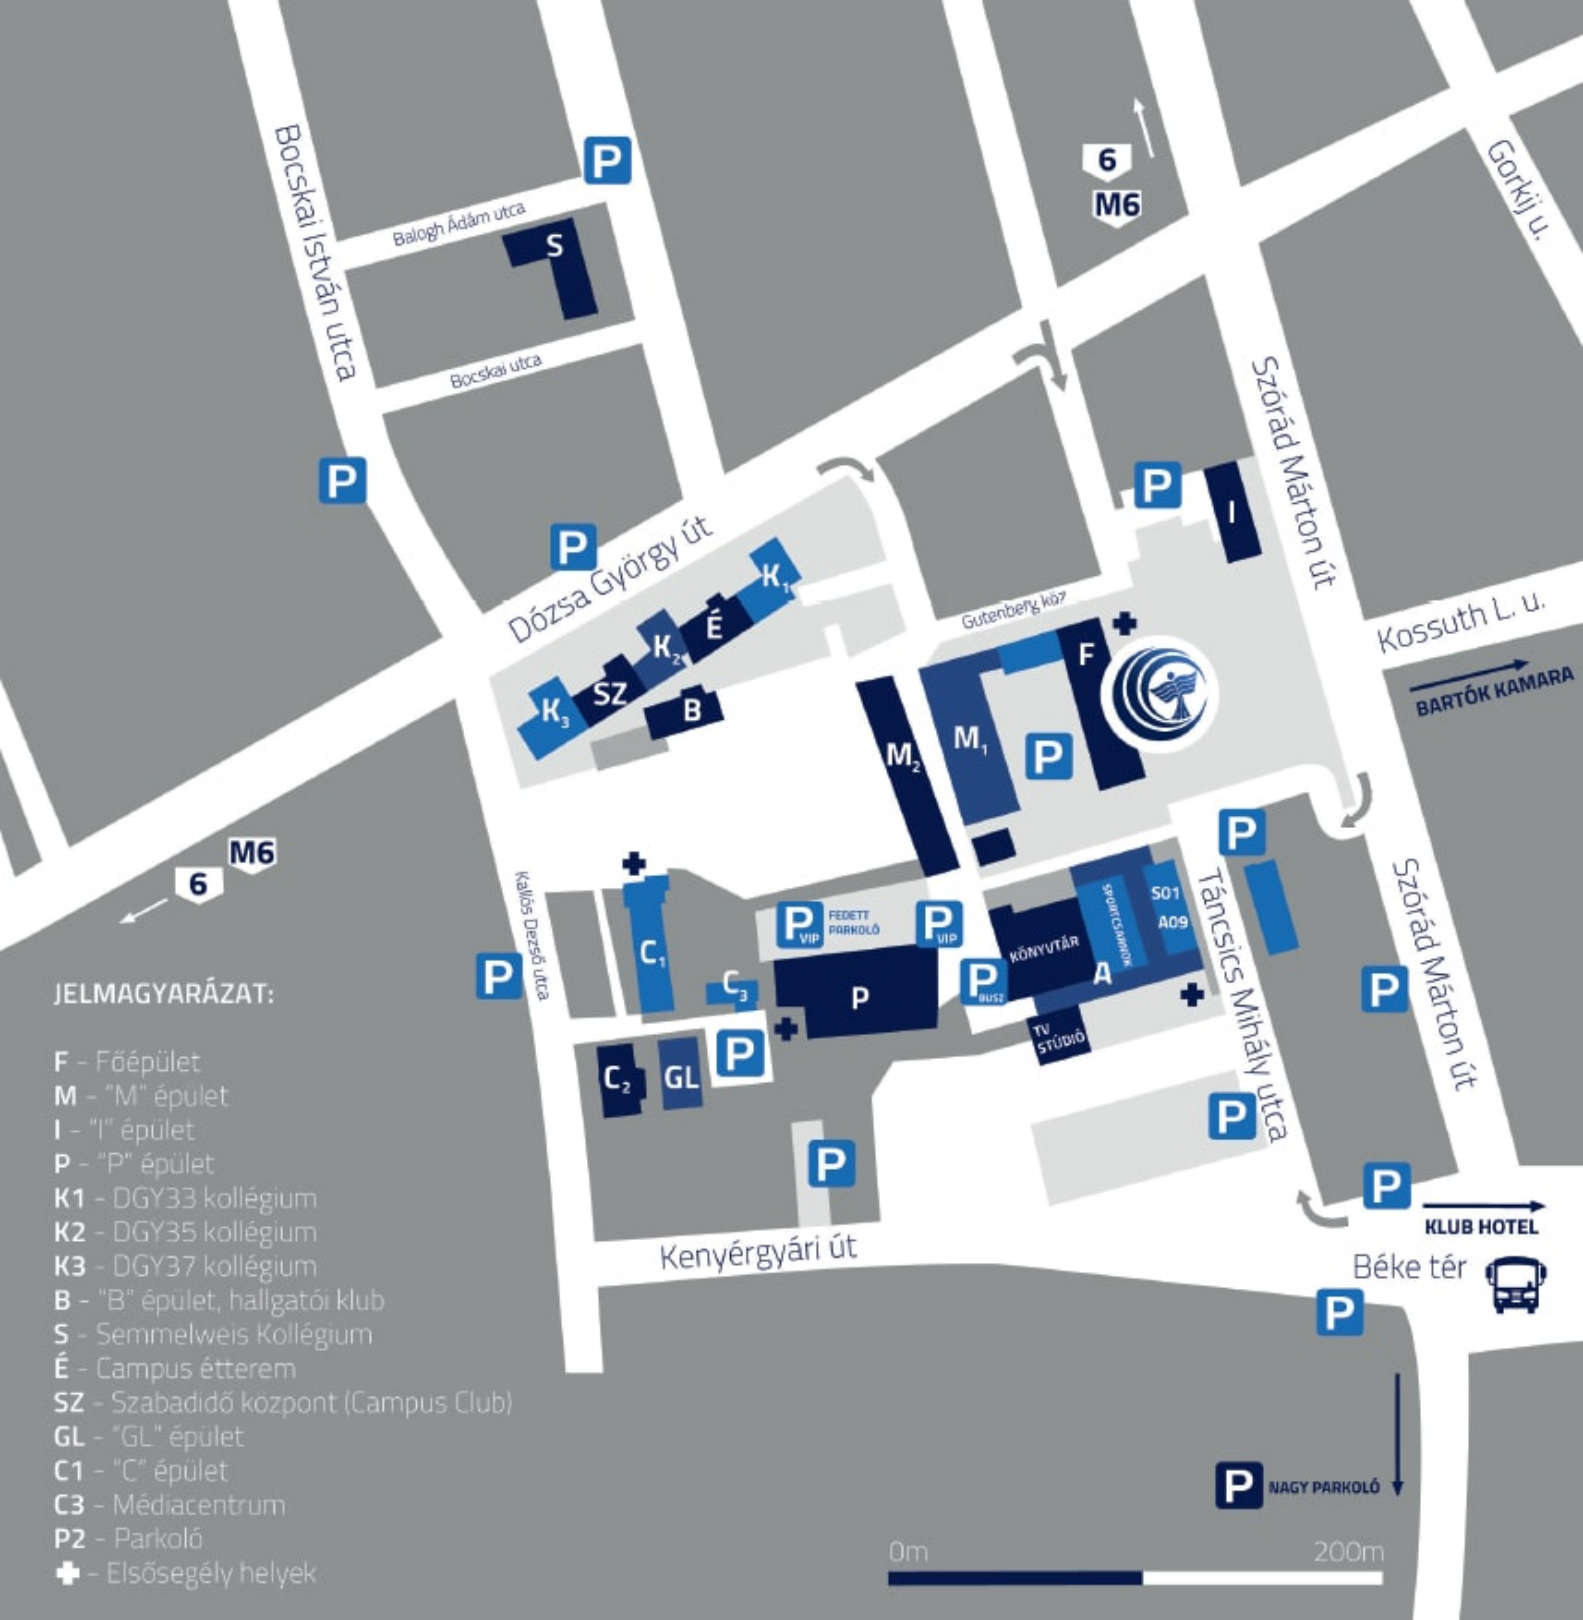 Bocskai István utca
P
Balogh Ádám utca
S
Bocskai utca
P
6
M6
Gorkij u.
Szórád Márton út
P
I
P
Dózsa György út
K1
É
K2
SZ
K3
B
Gutenberg köz
F
M1
M2
P
Kossuth L. u.
BARTÓK KAMARA
M6
6
P
Kallós Dezső utca
P
C1
C3
P
VIP
FEDETT
PARKOLÓ
P
VIP
P
P
BUSZ
KÖNYVTÁR
SPORTCSARNOK
S01
A09
A
TV
STÚDIÓ
Táncsics Mihály utca
Szórád Márton út
P
C2
GL
P
P
P
P
KLUB HOTEL
Kenyérgyári út
Béke tér
P
P
NAGY PARKOLÓ
0m 200m
JELMAGYARÁZAT:
F - Főépület
M - "M" épület
I - "I" épület
P - "P" épület
K1 - DGY33 kollégium
K2 - DGY35 kollégium
K3 - DGY37 kollégium
B - "B" épület, hallgatói klub
S - Semmelweis Kollégium
É - Campus étterem
SZ - Szabadidő központ (Campus Club)
GL - "GL" épület
C1 - "C" épület
C3 - Médiacentrum
P2 - Parkoló
- Elsősegély helyek